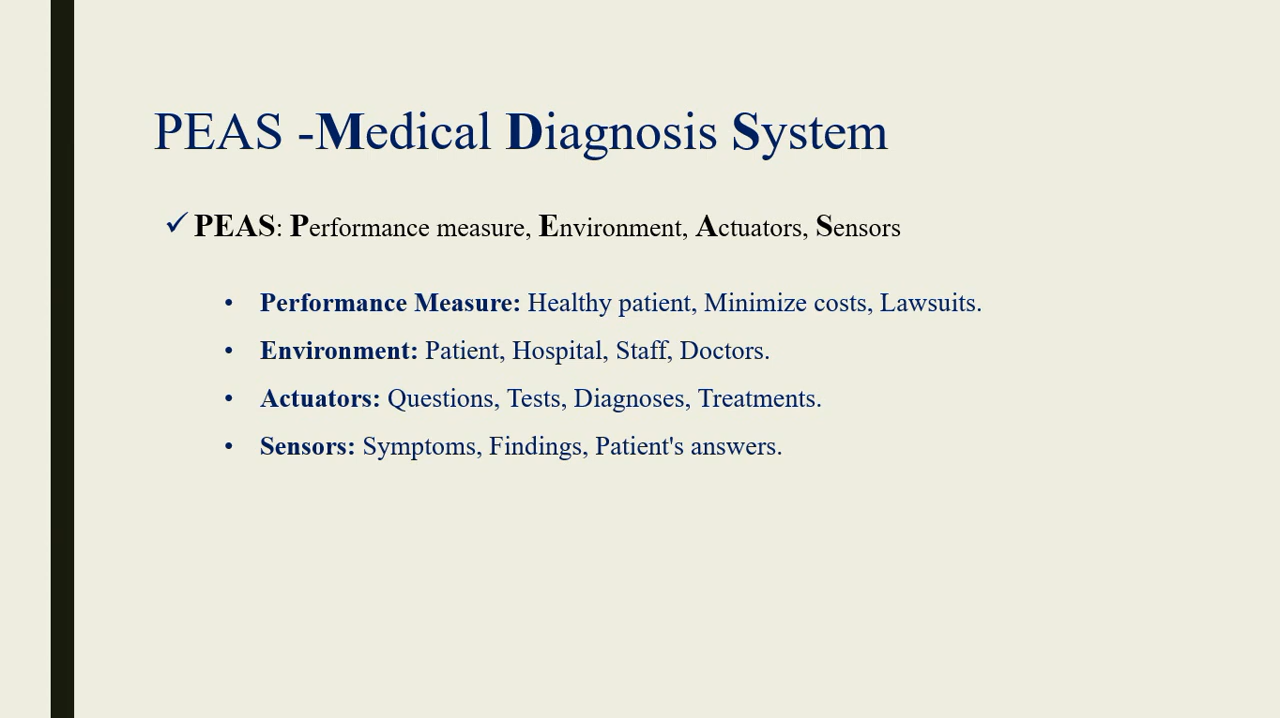 PEAS -Medical Diagnosis System
✓ PEAS: Performance measure, Environment, Actuators, Sensors
• Performance Measure: Healthy patient, Minimize costs, Lawsuits.
• Environment: Patient, Hospital, Staff, Doctors.
• Actuators: Questions, Tests, Diagnoses, Treatments.
• Sensors: Symptoms, Findings, Patient's answers.